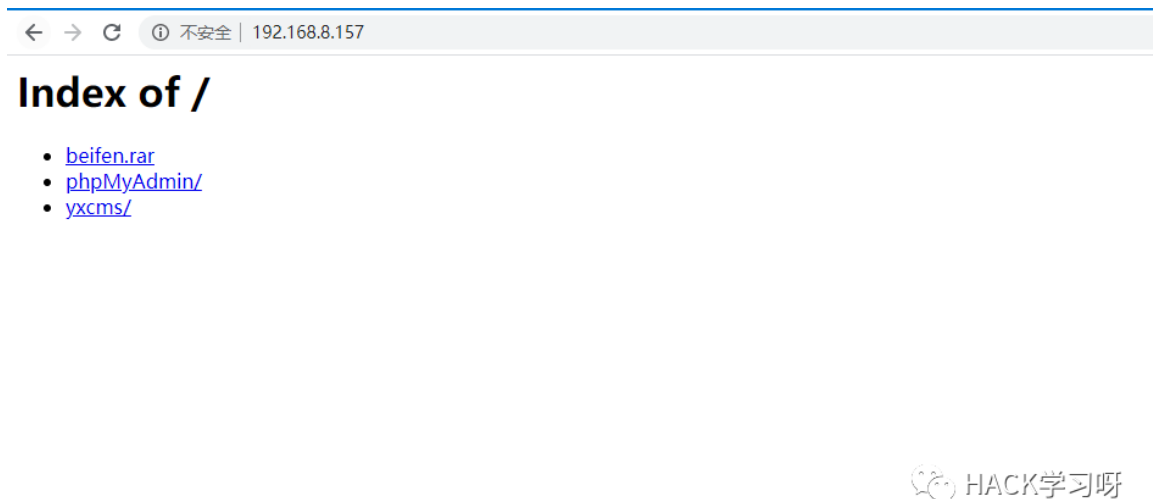 不安全 | 192.168.8.157
Index of /
beifen.rar
phpMyAdmin/
yxcms/
HACK学习呀